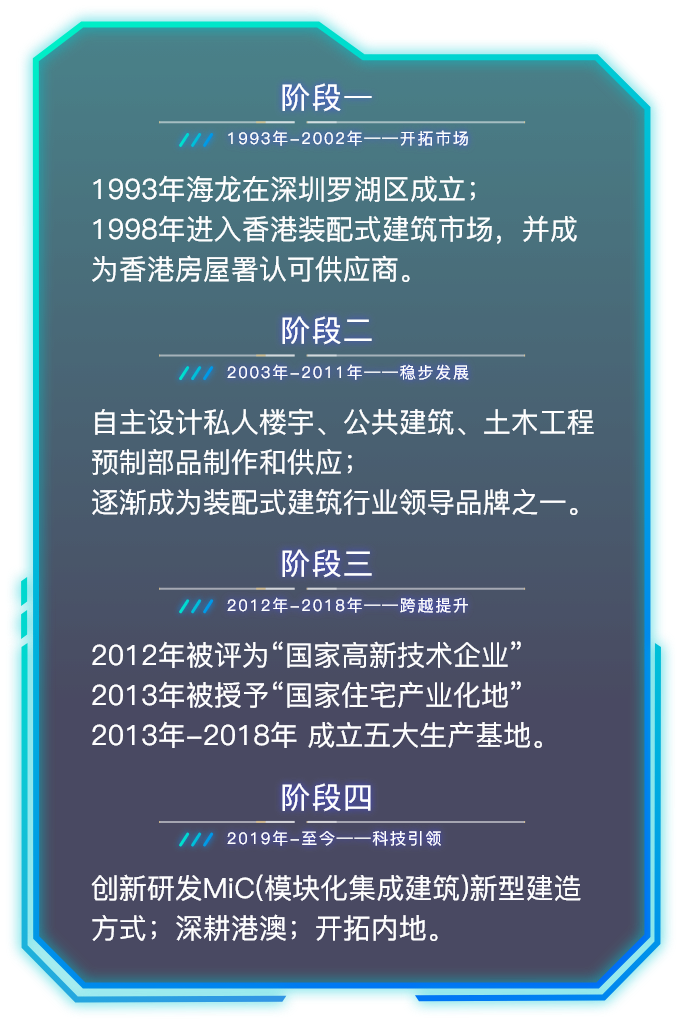 阶段一
1993年-2002年——开拓市场
1993年海龙在深圳罗湖区成立；
1998年进入香港装配式建筑市场，并成
为香港房屋署认可供应商。
阶段二
2003年-2011年——稳步发展
自主设计私人楼宇、公共建筑、土木工程
预制部品制作和供应；
逐渐成为装配式建筑行业领导品牌之一。
阶段三
2012年-2018年——跨越提升
2012年被评为“国家高新技术企业”
2013年被授予“国家住宅产业化地”
2013年-2018年 成立五大生产基地。
阶段四
2019年-至今——科技引领
创新研发MiC(模块化集成建筑)新型建造
方式；深耕港澳；开拓内地。